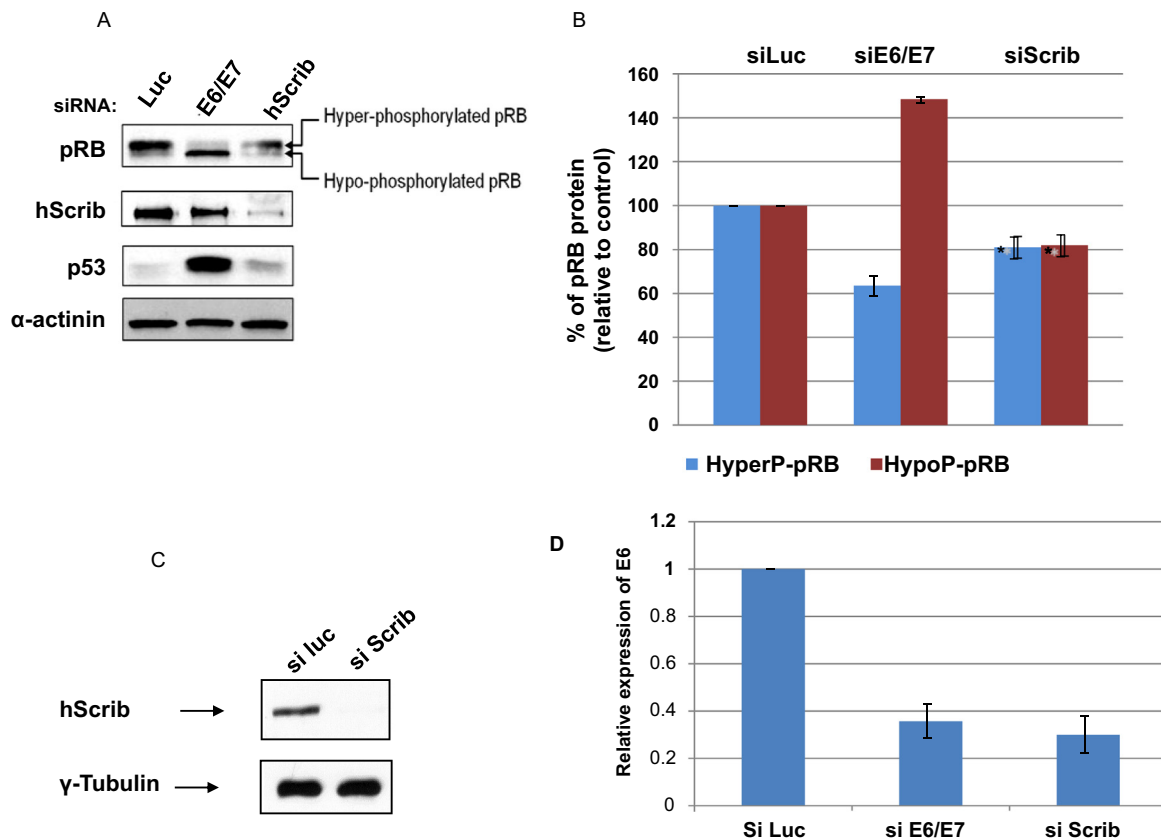 A
siRNA:
Luc
E6/E7
hScrib
Hyper-phosphorylated pRB
pRB
Hypo-phosphorylated pRB
hScrib
p53
α-actinin
B
siLuc siE6/E7 siScrib
% of pRB protein
(relative to control)
160
140
120
100
80
60
40
20
0
* *
HyperP-pRB HypoP-pRB
C
si luc
si Scrib
hScrib
γ-Tubulin
D
Relative expression of E6
1.2
1
0.8
0.6
0.4
0.2
0
Si Luc si E6/E7 si Scrib